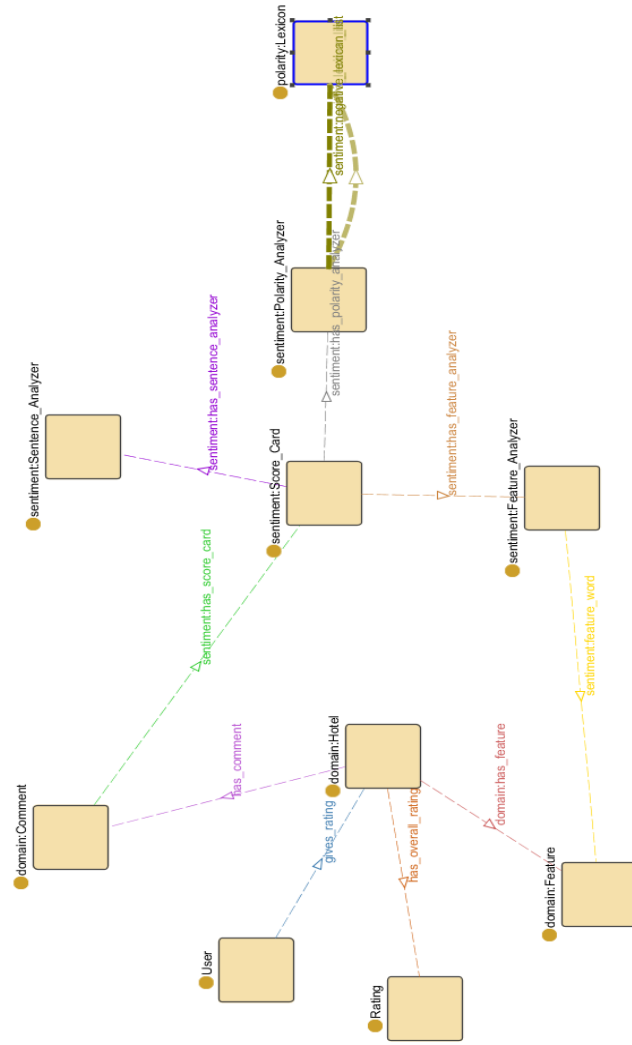 polarity:Lexicon
sentiment:negative_lexican_list
sentiment:Polarity_Analyzer
sentiment:has_polarity_analyzer
sentiment:Sentence_Analyzer
sentiment:has_sentence_analyzer
sentiment:Score_Card
sentiment:has_feature_analyzer
sentiment:Feature_Analyzer
sentiment:has_score_card
sentiment:feature_word
domain:Comment
has_comment
domain:Hotel
gives_rating
has_overall_rating
domain:has_feature
domain:Feature
User
Rating